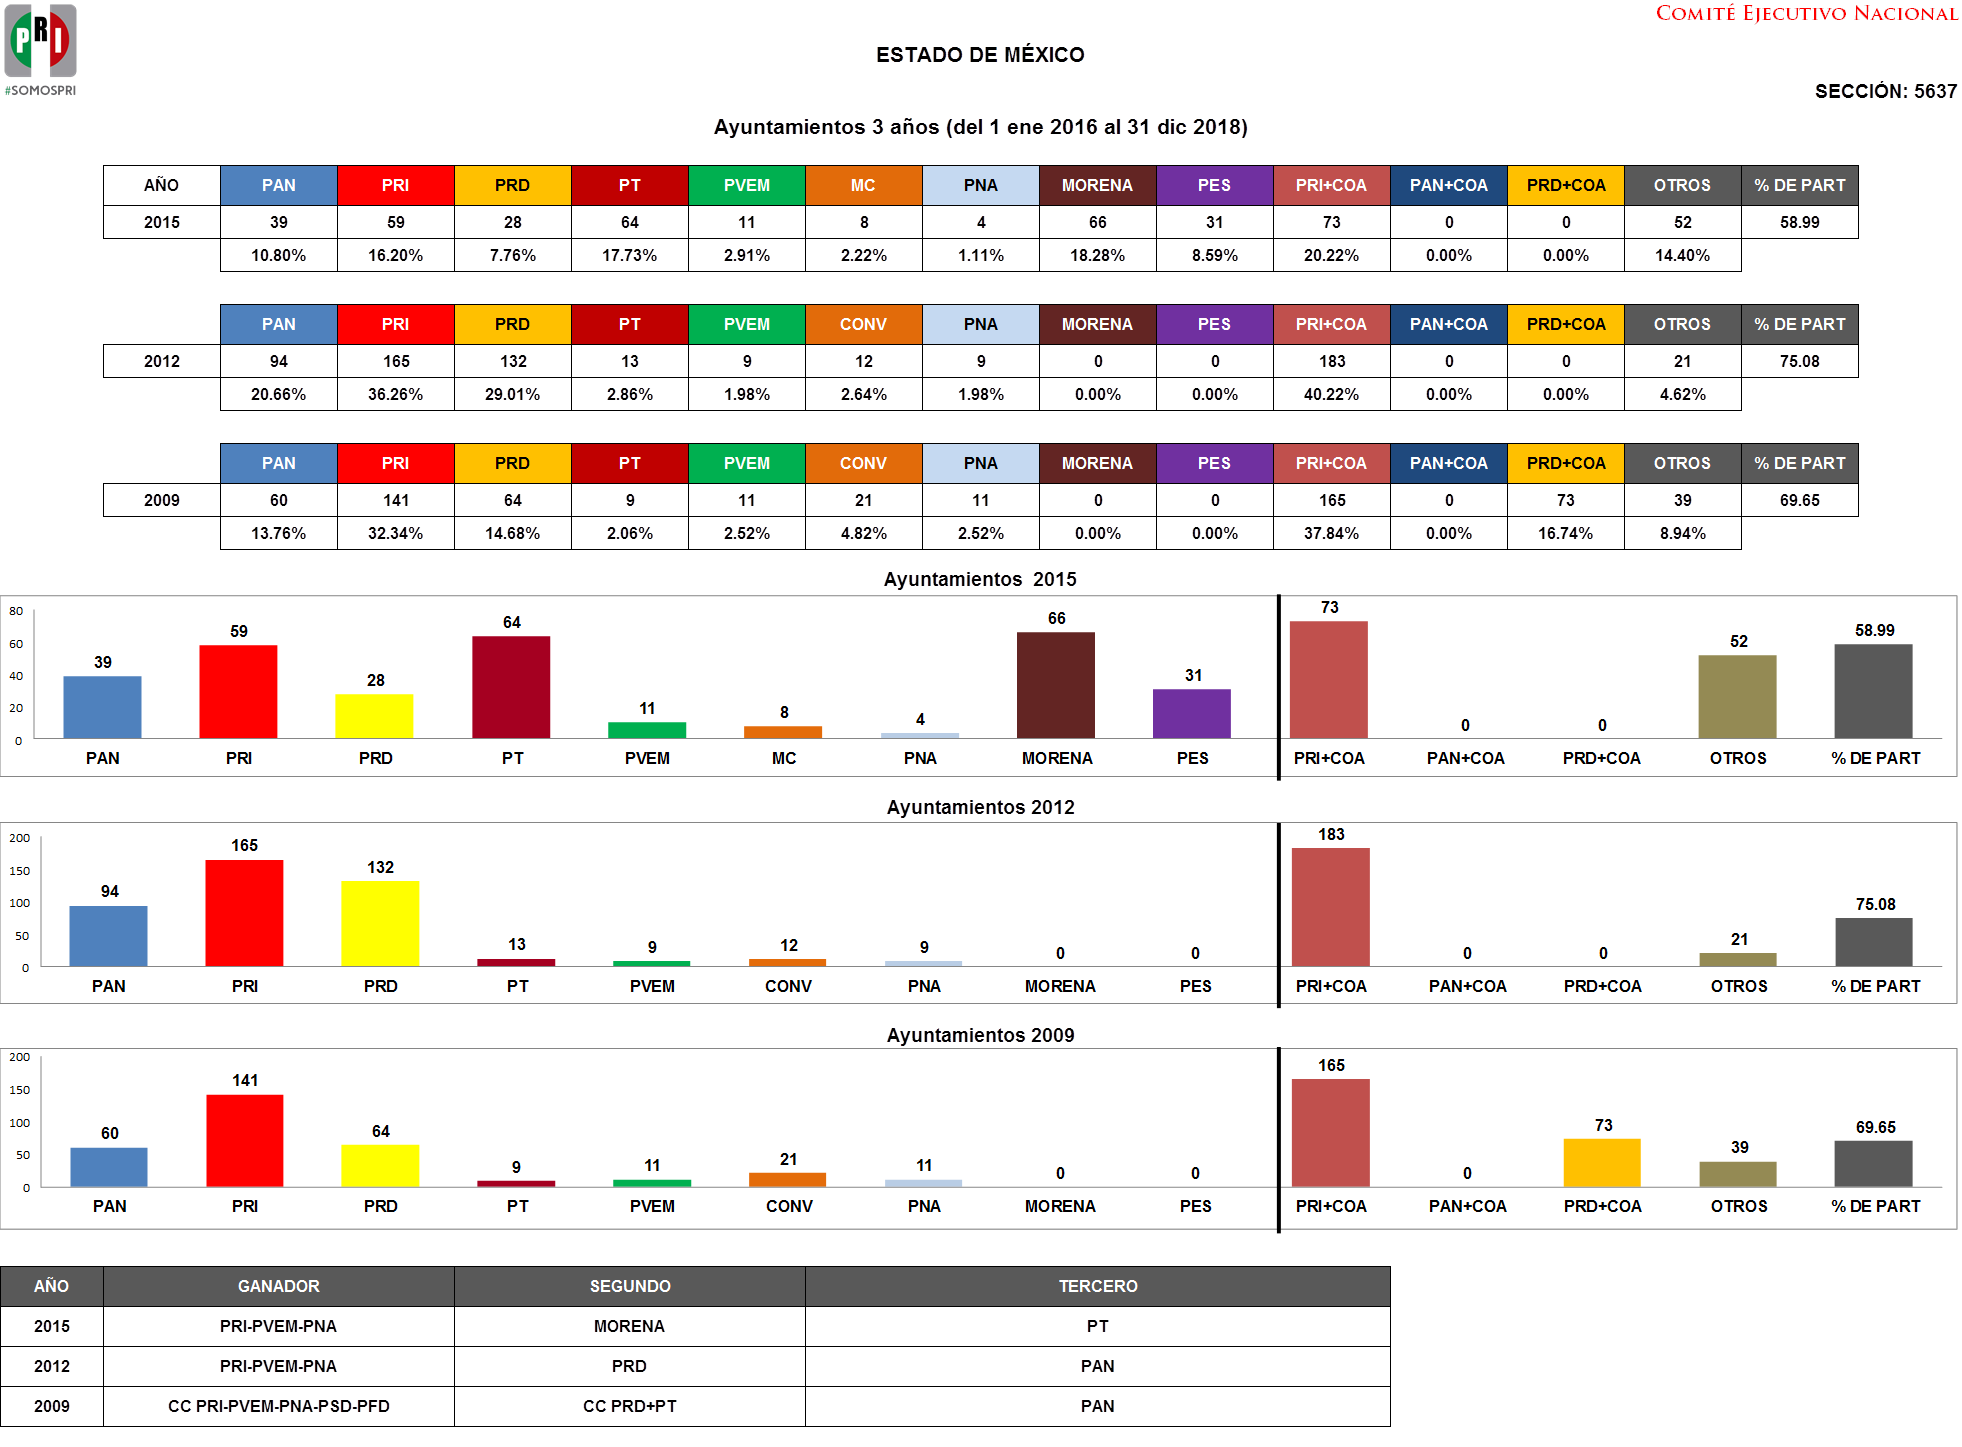 PRI
#SOMOSPRI
COMITÉ EJECUTIVO NACIONAL
ESTADO DE MÉXICO
SECCIÓN: 5637
Ayuntamientos 3 años (del 1 ene 2016 al 31 dic 2018)
AÑO PAN PRI PRD PT PVEM MC PNA MORENA PES PRI+COA PAN+COA PRD+COA OTROS % DE PART
2015 39 59 28 64 11 8 4 66 31 73 0 0 52 58.99
10.80% 16.20% 7.76% 17.73% 2.91% 2.22% 1.11% 18.28% 8.59% 20.22% 0.00% 0.00% 14.40%
PAN PRI PRD PT PVEM CONV PNA MORENA PES PRI+COA PAN+COA PRD+COA OTROS % DE PART
2012 94 165 132 13 9 12 9 0 0 183 0 0 21 75.08
20.66% 36.26% 29.01% 2.86% 1.98% 2.64% 1.98% 0.00% 0.00% 40.22% 0.00% 0.00% 4.62%
PAN PRI PRD PT PVEM CONV PNA MORENA PES PRI+COA PAN+COA PRD+COA OTROS % DE PART
2009 60 141 64 9 11 21 11 0 0 165 0 73 39 69.65
13.76% 32.34% 14.68% 2.06% 2.52% 4.82% 2.52% 0.00% 0.00% 37.84% 0.00% 16.74% 8.94%
Ayuntamientos 2015
80
60
40
20
0
39 59 28 64 11 8 4 66 31 73 0 0 52 58.99
PAN PRI PRD PT PVEM MC PNA MORENA PES PRI+COA PAN+COA PRD+COA OTROS % DE PART
Ayuntamientos 2012
200
150
100
50
0
94 165 132 13 9 12 9 0 0 183 0 0 21 75.08
PAN PRI PRD PT PVEM CONV PNA MORENA PES PRI+COA PAN+COA PRD+COA OTROS % DE PART
Ayuntamientos 2009
200
150
100
50
0
60 141 64 9 11 21 11 0 0 165 0 73 39 69.65
PAN PRI PRD PT PVEM CONV PNA MORENA PES PRI+COA PAN+COA PRD+COA OTROS % DE PART
AÑO GANADOR SEGUNDO TERCERO
2015 PRI-PVEM-PNA MORENA PT
2012 PRI-PVEM-PNA PRD PAN
2009 CC PRI-PVEM-PNA-PSD-PFD CC PRD+PT PAN